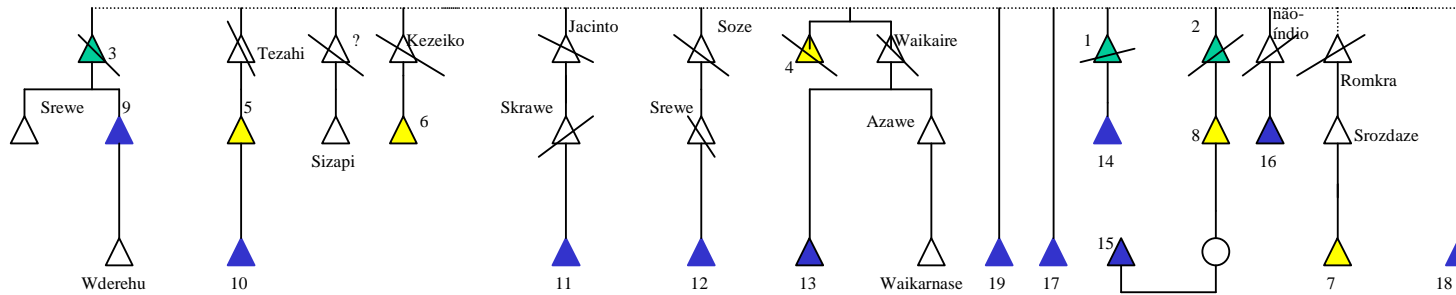 Jacinto
Soze
não-
índio
3
Tezahi
?
Kezeiko
4
Waikaire
1
2
Romkra
Srewe
9
5
6
Skrawe
Srewe
Azawe
14
8
16
Srozdaze
Sizapi
15
Wderehu
10
11
12
13
Waikarnase
19
17
7
18